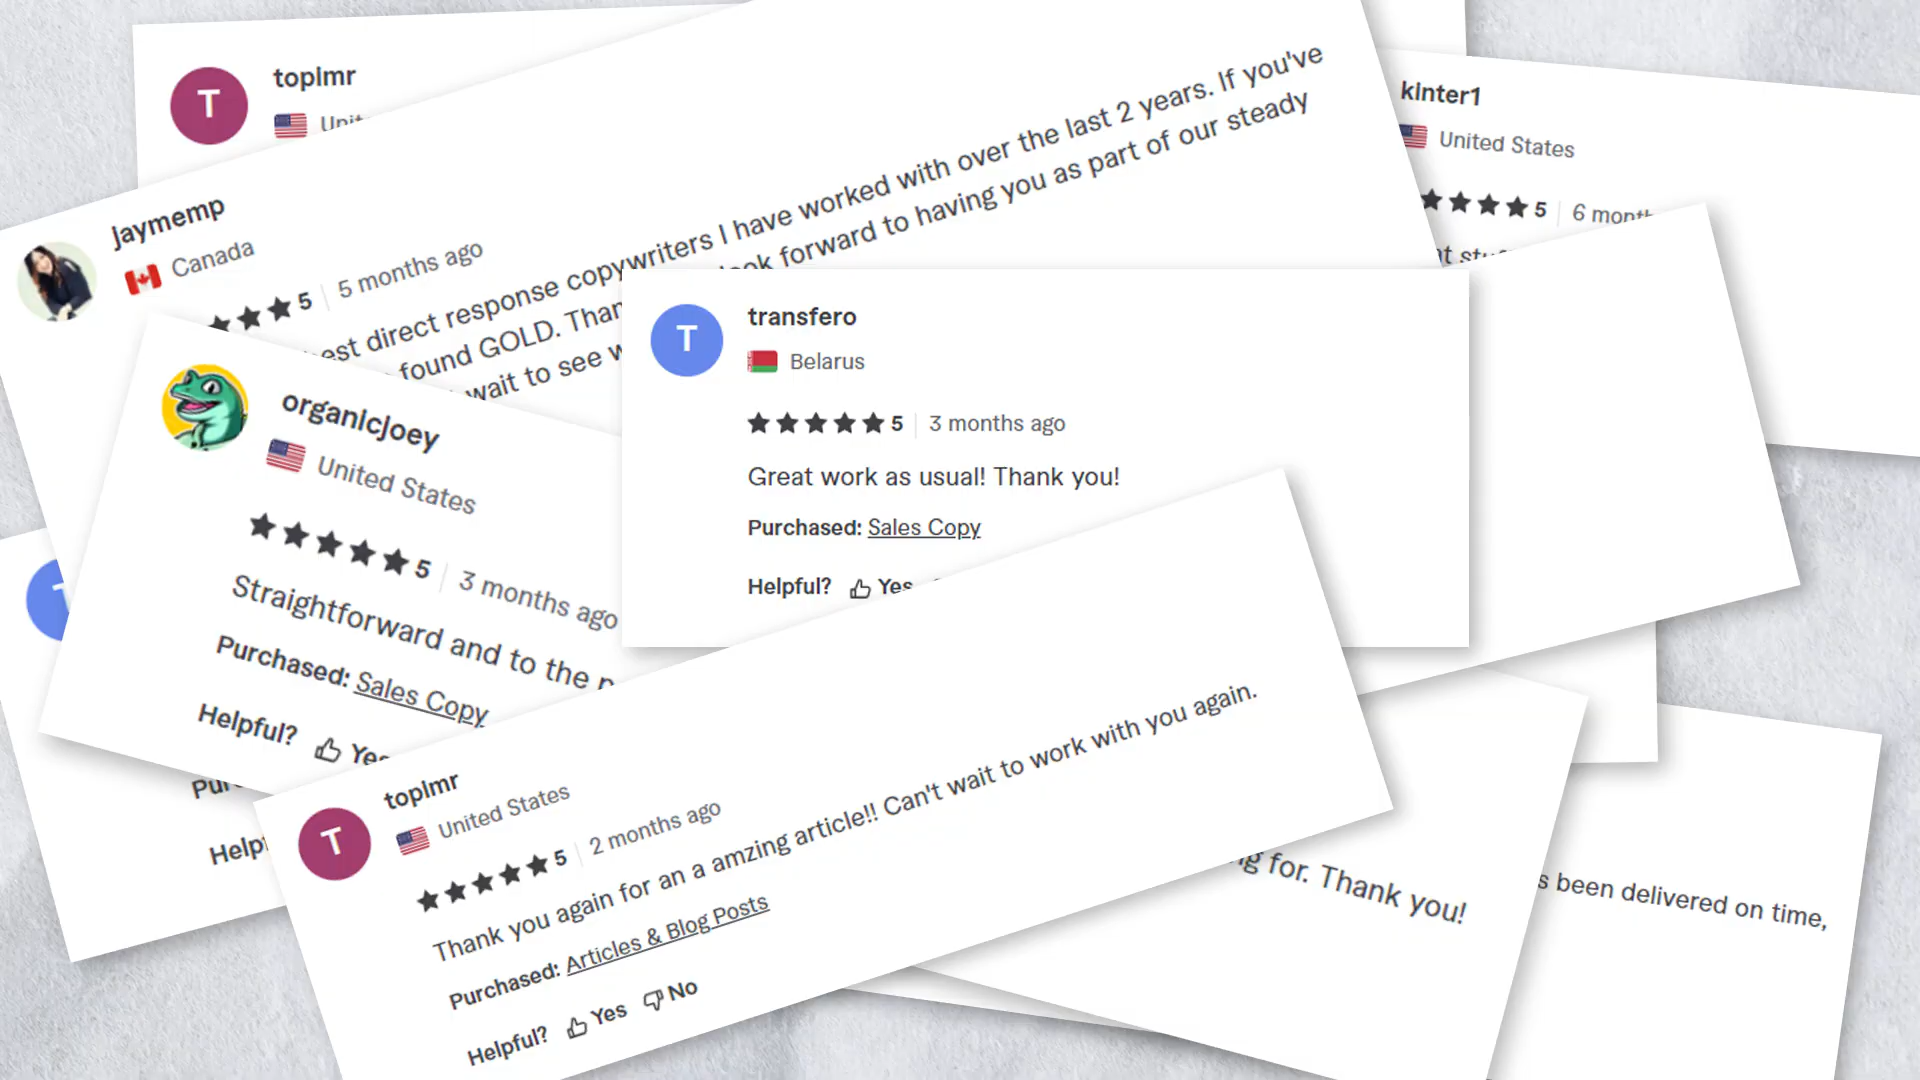 T
toplmr
jaymemp
Canada
5 | 5 months ago
direct response copywriters I have worked with over the last 2 years. If you've
found GOLD.
forward to having you as part of our steady
wait to see
kinter1
United States
5 | 6
organicjoey
United States
5 | 3 months ago
Straightforward and to the
Purchased: Sales Copy
Helpful?
T
transfero
Belarus
5 | 3 months ago
Great work as usual! Thank you!
Purchased: Sales Copy
Helpful? Yes
T
toplmr
United States
5 | 2 months ago
Thank you again for an a amzing article!! Can't wait to work with you again.
Purchased: Articles & Blog Posts
Helpful? Yes No
for. Thank you!
been delivered on time,